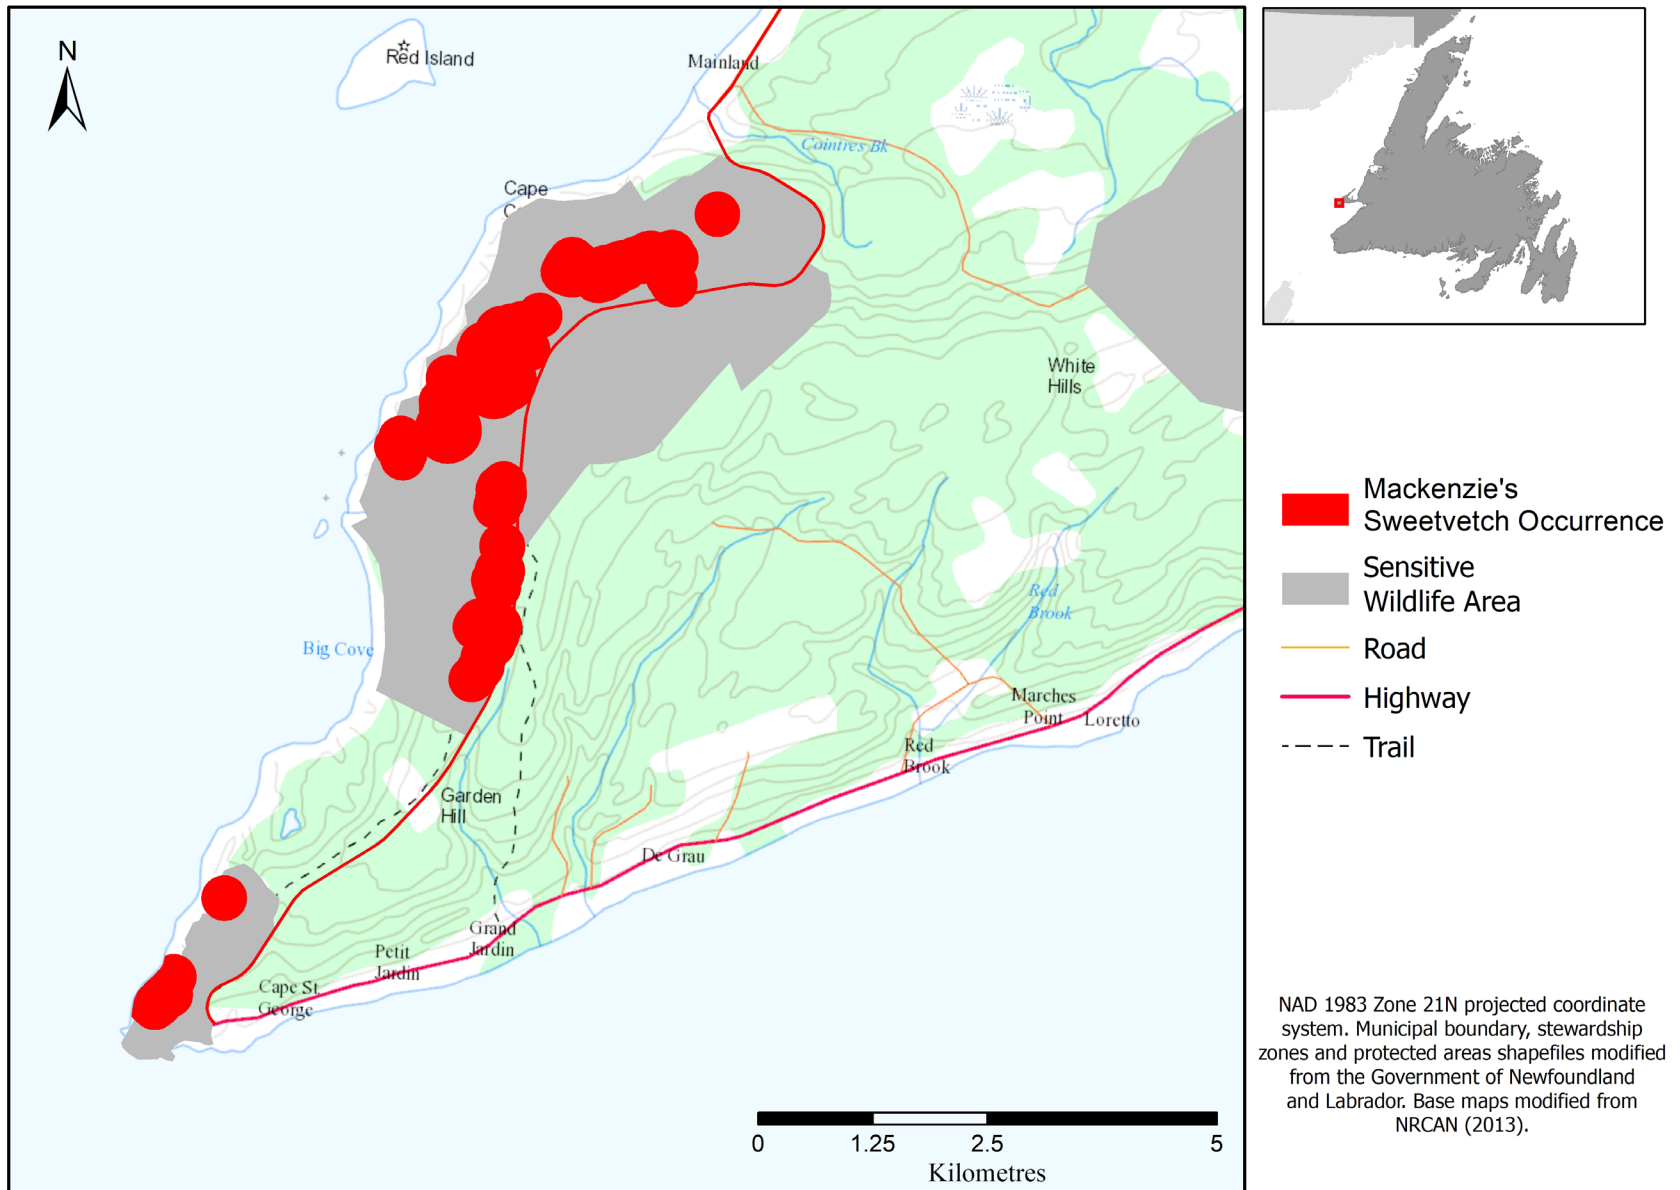 N
Red Island
Mainland
Cointres Bk
Cape
White
Hills
Red
Brook
Big Cove
Marches
Point
Loretto
Red
Brook
Garden
Hill
De Grau
Grand
Jardin
Petit
Jardin
Cape St.
George
0
1.25
2.5
5
Kilometres
Mackenzie's
Sweetvetch Occurrence
Sensitive
Wildlife Area
Road
Highway
Trail
NAD 1983 Zone 21N projected coordinate
system. Municipal boundary, stewardship
zones and protected areas shapefiles modified
from the Government of Newfoundland
and Labrador. Base maps modified from
NRCAN (2013).